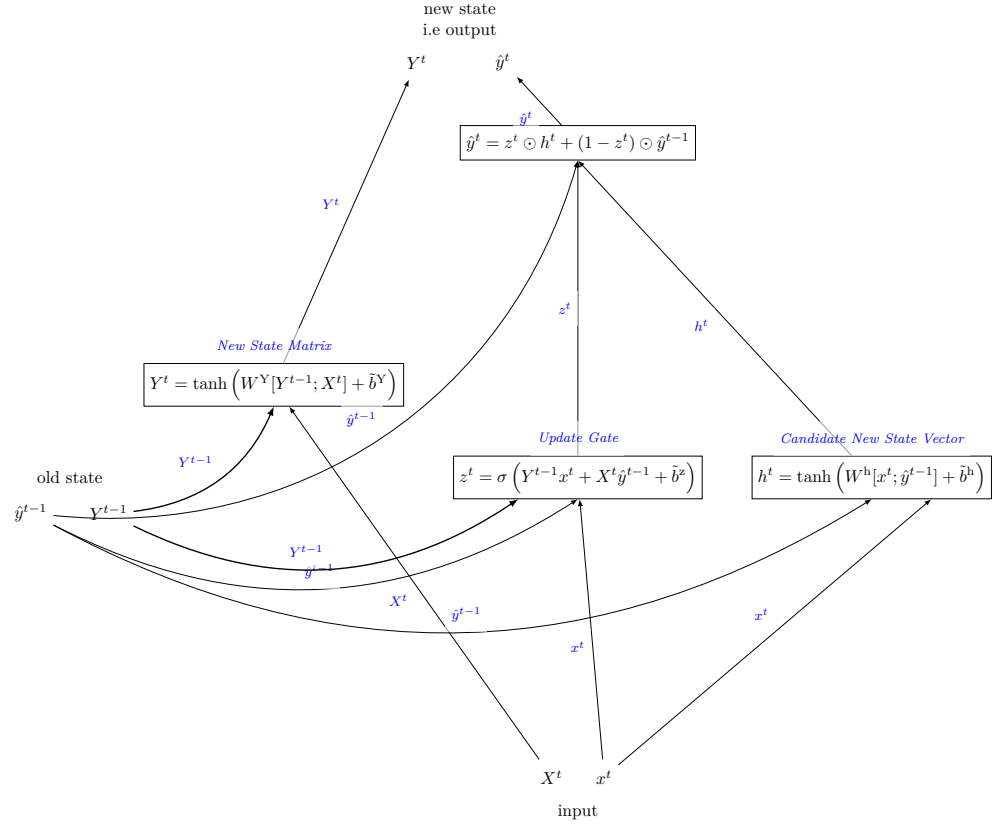 new state
i.e output
Y^t
ŷ^t
ŷ^t
ŷ^t = z^t ⊙ h^t + (1 − z^t) ⊙ ŷ^{t−1}
Y^t
z^t
h^t
New State Matrix
Y^t = tanh(W^Y[Y^{t−1}; X^t] + b̃^Y)
ŷ^{t−1}
Update Gate
Candidate New State Vector
Y^{t−1}
z^t = σ(Y^{t−1}x^t + X^tŷ^{t−1} + b̃^z)
h^t = tanh(W^h[x^t; ŷ^{t−1}] + b̃^h)
old state
ŷ^{t−1}
Y^{t−1}
Y^{t−1}
ŷ^{t−1}
X^t
ŷ^{t−1}
x^t
x^t
X^t
x^t
input